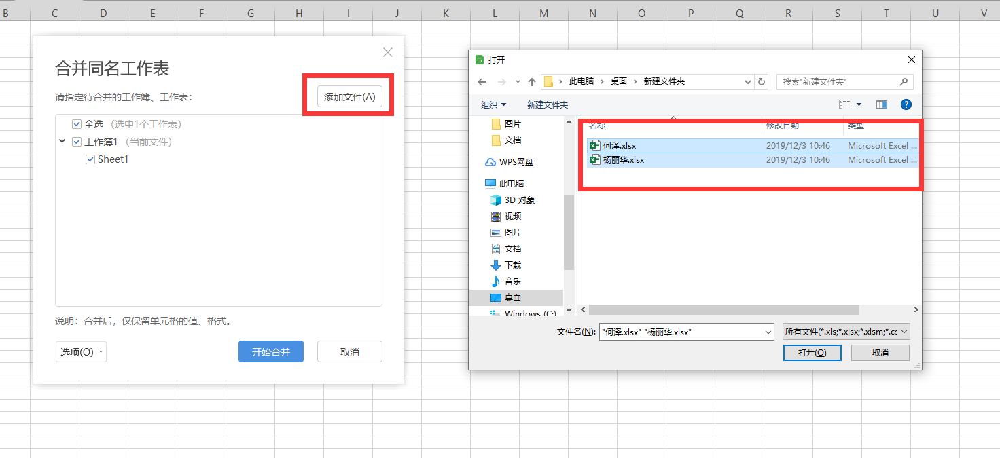 B C D E F G H I J K L M N O P Q R S T U V
合并同名工作表
请指定待合并的工作簿、工作表:
添加文件(A)
全选 (选中1个工作表)
工作簿1 (当前文件)
Sheet1
说明: 合并后，仅保留单元格的值、格式。
选项(O)
开始合并
取消
S 打开
此电脑 › 桌面 › 新建文件夹
搜索"新建文件夹"
组织
新建文件夹
?
图片
文档
WPS网盘
此电脑
3D 对象
视频
图片
文档
下载
音乐
桌面
Windows (C:)
名称 修改日期 类型
何泽.xlsx 2019/12/3 10:46 Microsoft Excel ...
杨丽华.xlsx 2019/12/3 10:46 Microsoft Excel ...
文件名(N): "何泽.xlsx" "杨丽华.xlsx"
所有文件(*.xls;*.xlsx;*.xlsm;*.cs
打开(O)
取消